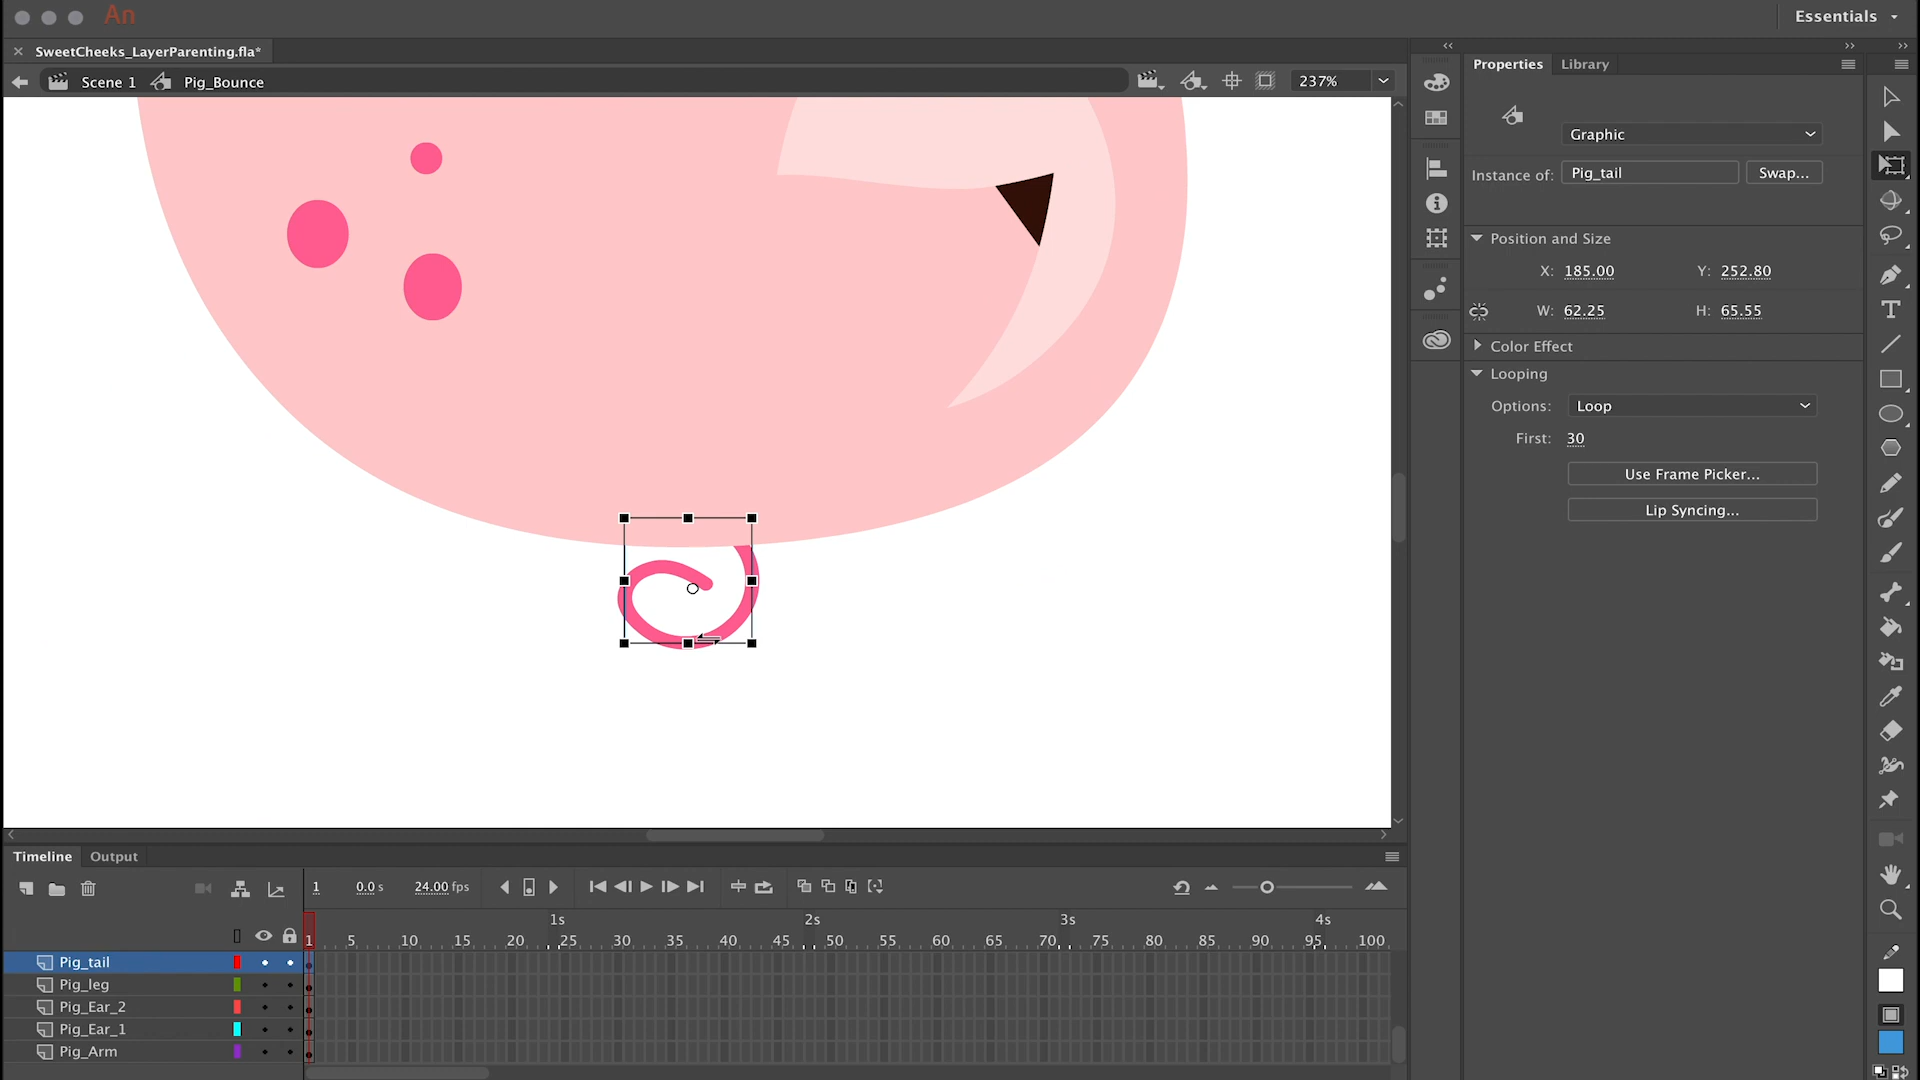 An
Essentials
SweetCheeks_LayerParenting.fla*
Scene 1 Pig_Bounce 237%
Properties Library
Graphic
Instance of: Pig_tail Swap...
Position and Size
X: 185.00 Y: 252.80
W: 62.25 H: 65.55
Color Effect
Looping
Options: Loop
First: 30
Use Frame Picker...
Lip Syncing...
Timeline Output
1 0.0 s 24.00 fps
1s 2s 3s 4s
1 5 10 15 20 25 30 35 40 45 50 55 60 65 70 75 80 85 90 95 100
Pig_tail
Pig_leg
Pig_Ear_2
Pig_Ear_1
Pig_Arm